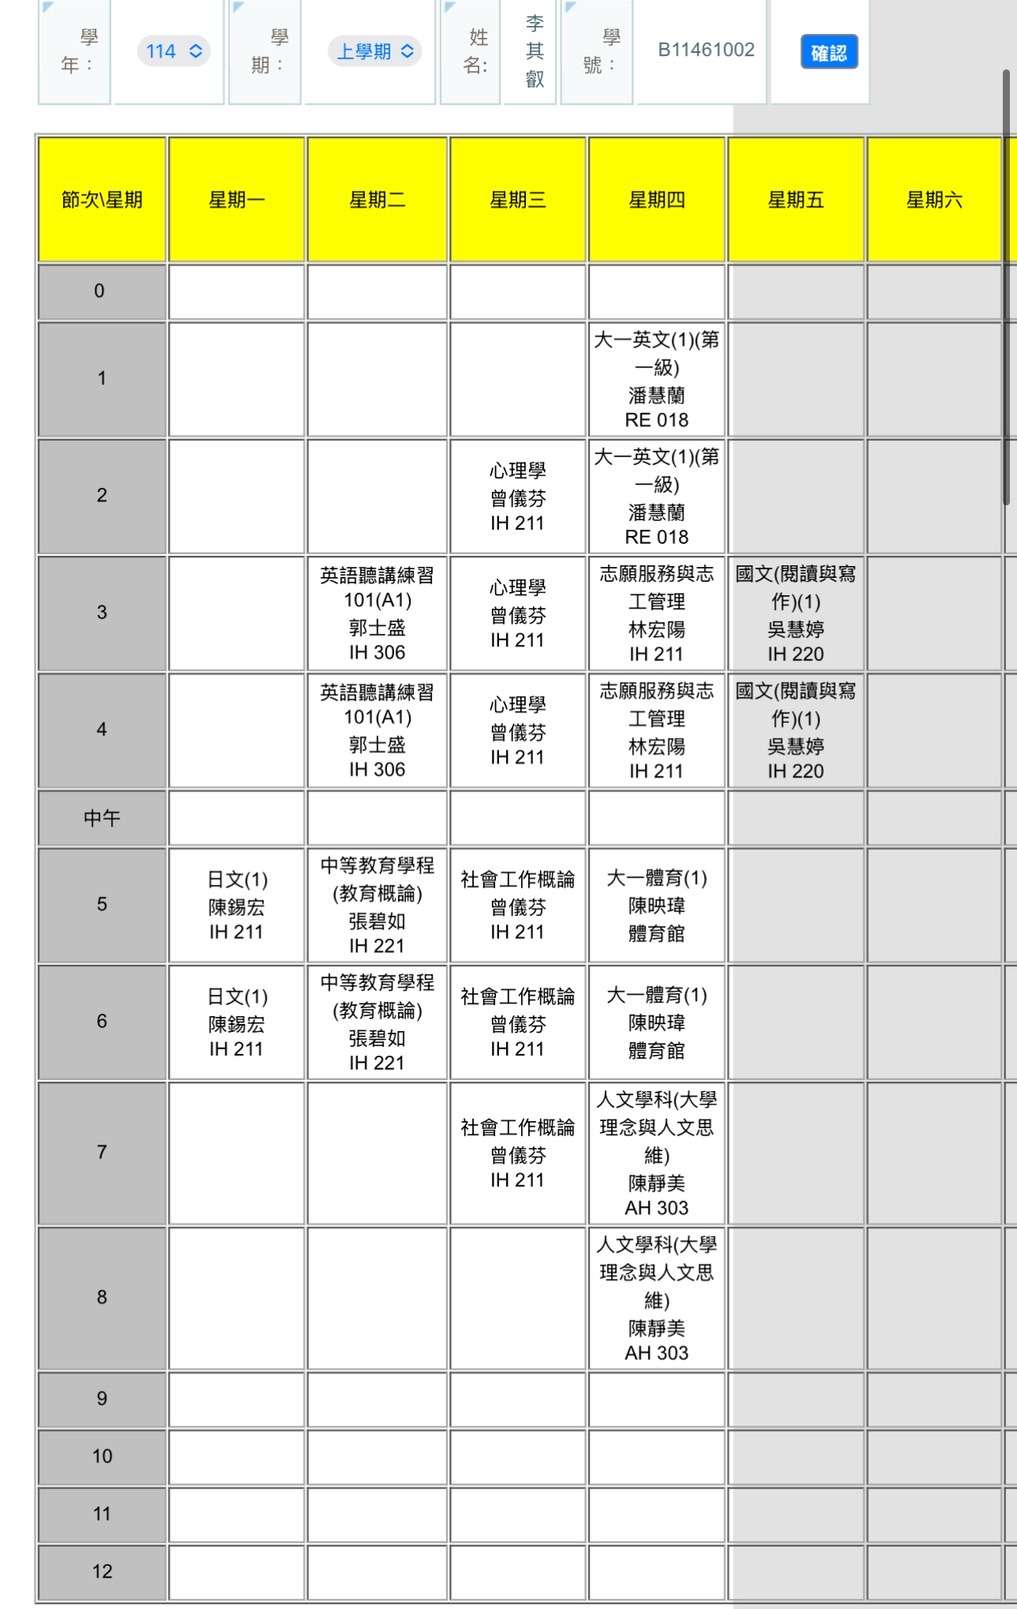 學年： 114 學期： 上學期 姓名: 李其叡 學號： B11461002 確認
節次\星期 星期一 星期二 星期三 星期四 星期五 星期六
0
1
大一英文(1)(第
一級)
潘慧蘭
RE 018
2
心理學
曾儀芬
IH 211
大一英文(1)(第
一級)
潘慧蘭
RE 018
3
英語聽講練習
101(A1)
郭士盛
IH 306
心理學
曾儀芬
IH 211
志願服務與志
工管理
林宏陽
IH 211
國文(閱讀與寫
作)(1)
吳慧婷
IH 220
4
英語聽講練習
101(A1)
郭士盛
IH 306
心理學
曾儀芬
IH 211
志願服務與志
工管理
林宏陽
IH 211
國文(閱讀與寫
作)(1)
吳慧婷
IH 220
中午
5
日文(1)
陳錫宏
IH 211
中等教育學程
(教育概論)
張碧如
IH 221
社會工作概論
曾儀芬
IH 211
大一體育(1)
陳映瑋
體育館
6
日文(1)
陳錫宏
IH 211
中等教育學程
(教育概論)
張碧如
IH 221
社會工作概論
曾儀芬
IH 211
大一體育(1)
陳映瑋
體育館
7
社會工作概論
曾儀芬
IH 211
人文學科(大學
理念與人文思
維)
陳靜美
AH 303
8
人文學科(大學
理念與人文思
維)
陳靜美
AH 303
9
10
11
12